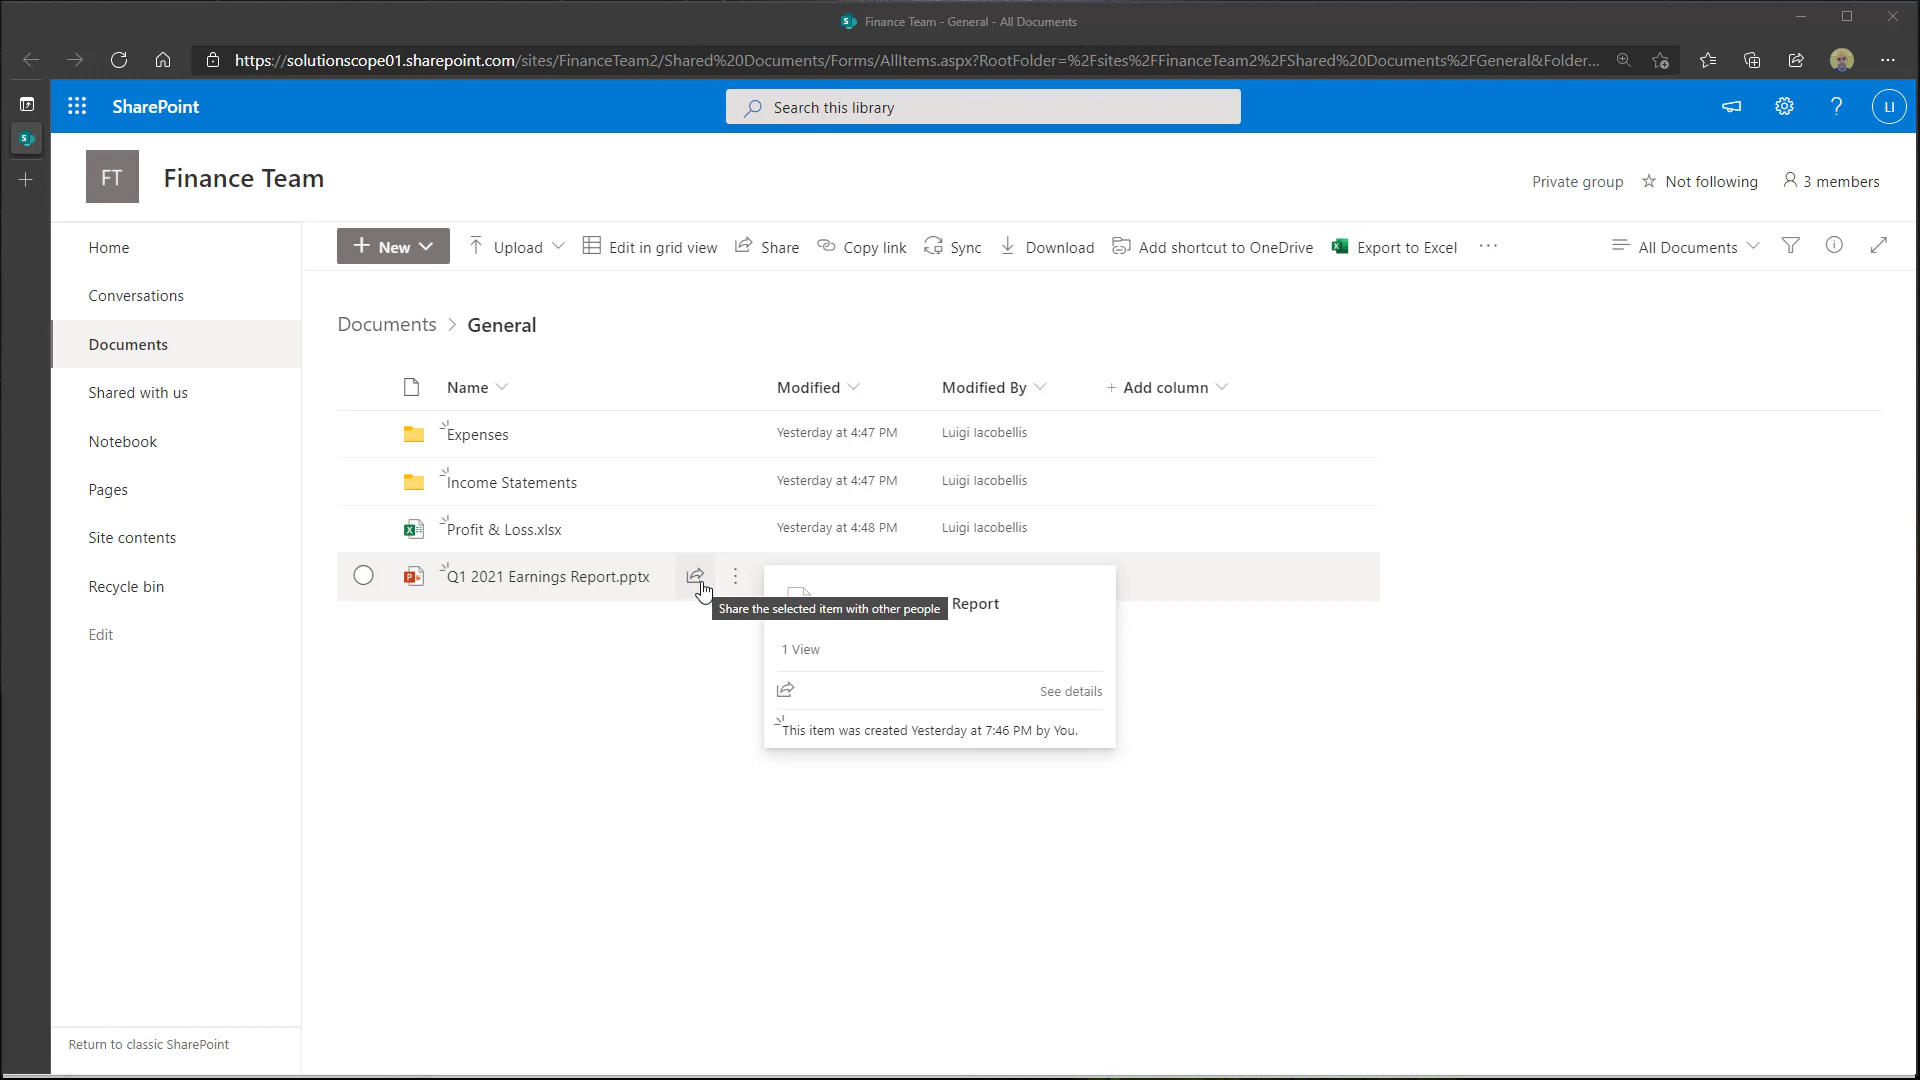 Finance Team - General - All Documents
https://solutionscope01.sharepoint.com/sites/FinanceTeam2/Shared%20Documents/Forms/AllItems.aspx?RootFolder=%2Fsites%2FFinanceTeam2%2FShared%20Documents%2FGeneral&Folder...
SharePoint
Search this library
LI
FT
Finance Team
Private group
Not following
3 members
Home
Conversations
Documents
Shared with us
Notebook
Pages
Site contents
Recycle bin
Edit
Return to classic SharePoint
New
Upload
Edit in grid view
Share
Copy link
Sync
Download
Add shortcut to OneDrive
Export to Excel
All Documents
Documents > General
Name Modified Modified By + Add column
Expenses Yesterday at 4:47 PM Luigi Iacobellis
Income Statements Yesterday at 4:47 PM Luigi Iacobellis
Profit & Loss.xlsx Yesterday at 4:48 PM Luigi Iacobellis
Q1 2021 Earnings Report.pptx
Share the selected item with other people
Report
1 View
See details
This item was created Yesterday at 7:46 PM by You.